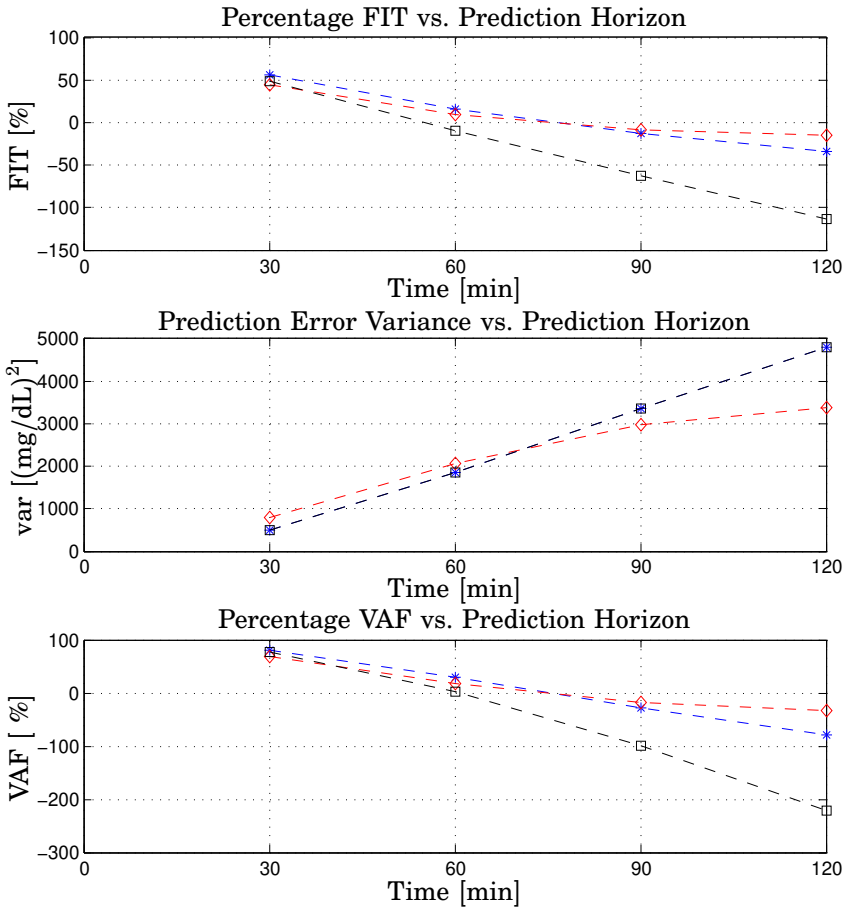 Percentage FIT vs. Prediction Horizon
100
50
0
−50
−100
−150
FIT [%]
0 30 60 90 120
Time [min]
Prediction Error Variance vs. Prediction Horizon
5000
4000
3000
2000
1000
0
var [(mg/dL)²]
0 30 60 90 120
Time [min]
Percentage VAF vs. Prediction Horizon
100
0
−100
−200
−300
VAF [ %]
0 30 60 90 120
Time [min]